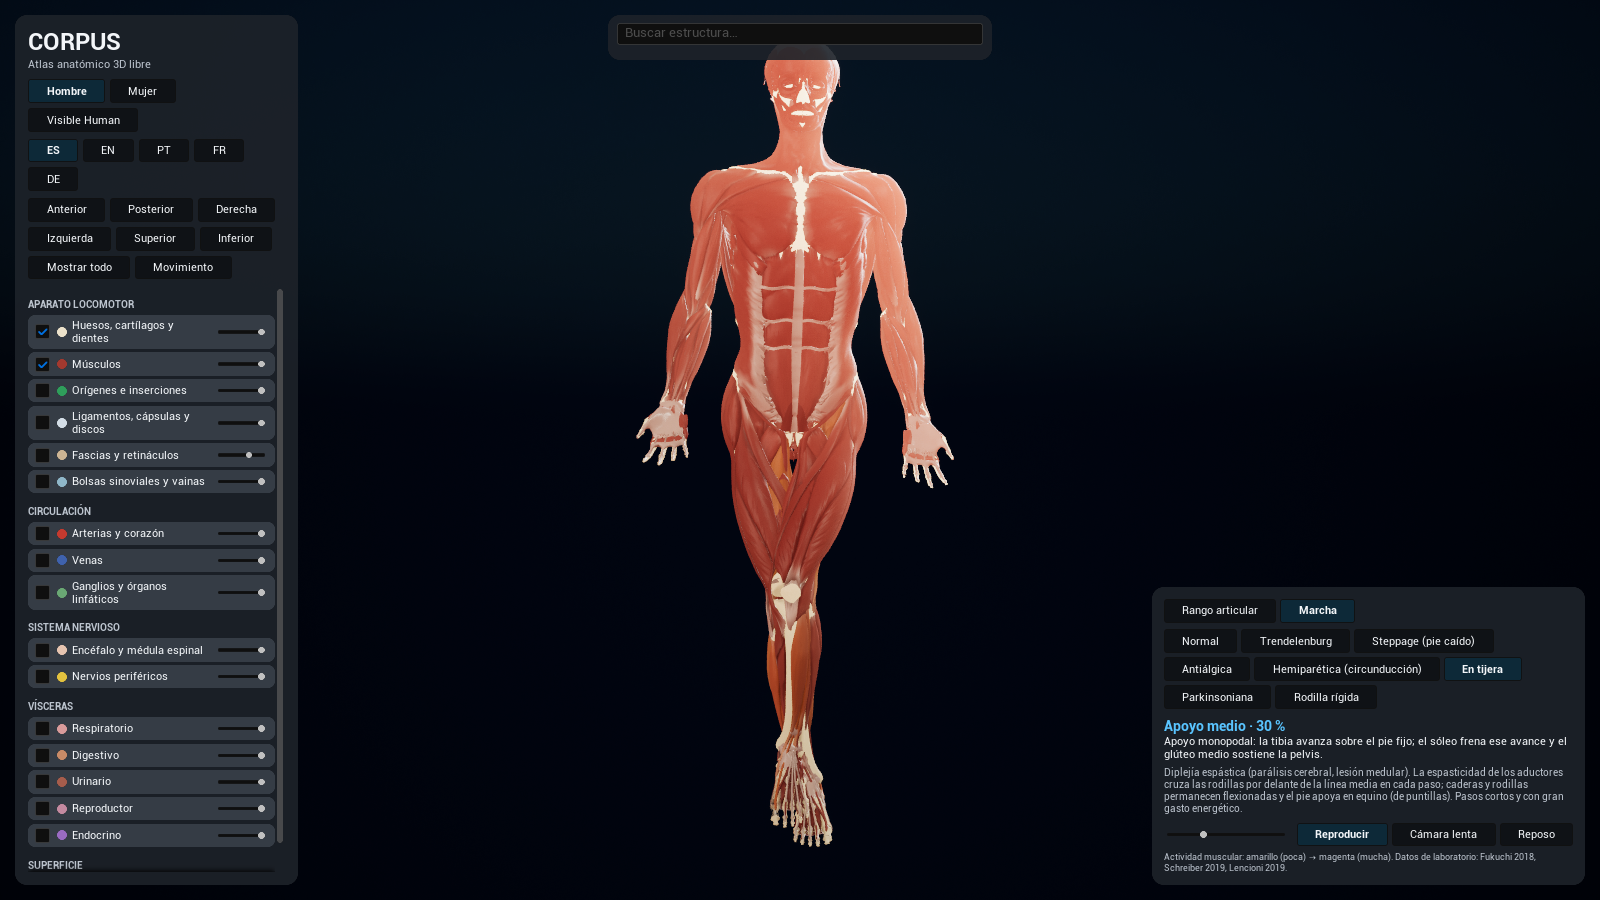 CORPUS
Atlas anatómico 3D libre
Hombre
Mujer
Visible Human
ES
EN
PT
FR
DE
Anterior
Posterior
Derecha
Izquierda
Superior
Inferior
Mostrar todo
Movimiento
APARATO LOCOMOTOR
Huesos, cartílagos y
dientes
Músculos
Orígenes e inserciones
Ligamentos, cápsulas y
discos
Fascias y retináculos
Bolsas sinoviales y vainas
CIRCULACIÓN
Arterias y corazón
Venas
Ganglios y órganos
linfáticos
SISTEMA NERVIOSO
Encéfalo y médula espinal
Nervios periféricos
VÍSCERAS
Respiratorio
Digestivo
Urinario
Reproductor
Endocrino
SUPERFICIE
Buscar estructura...
Rango articular
Marcha
Normal
Trendelenburg
Steppage (pie caído)
Antiálgica
Hemiparética (circunducción)
En tijera
Parkinsoniana
Rodilla rígida
Apoyo medio · 30 %
Apoyo monopodal: la tibia avanza sobre el pie fijo; el sóleo frena ese avance y el
glúteo medio sostiene la pelvis.
Diplejía espástica (parálisis cerebral, lesión medular). La espasticidad de los aductores
cruza las rodillas por delante de la línea media en cada paso; caderas y rodillas
permanecen flexionadas y el pie apoya en equino (de puntillas). Pasos cortos y con gran
gasto energético.
Reproducir
Cámara lenta
Reposo
Actividad muscular: amarillo (poca) → magenta (mucha). Datos de laboratorio: Fukuchi 2018,
Schreiber 2019, Lencioni 2019.